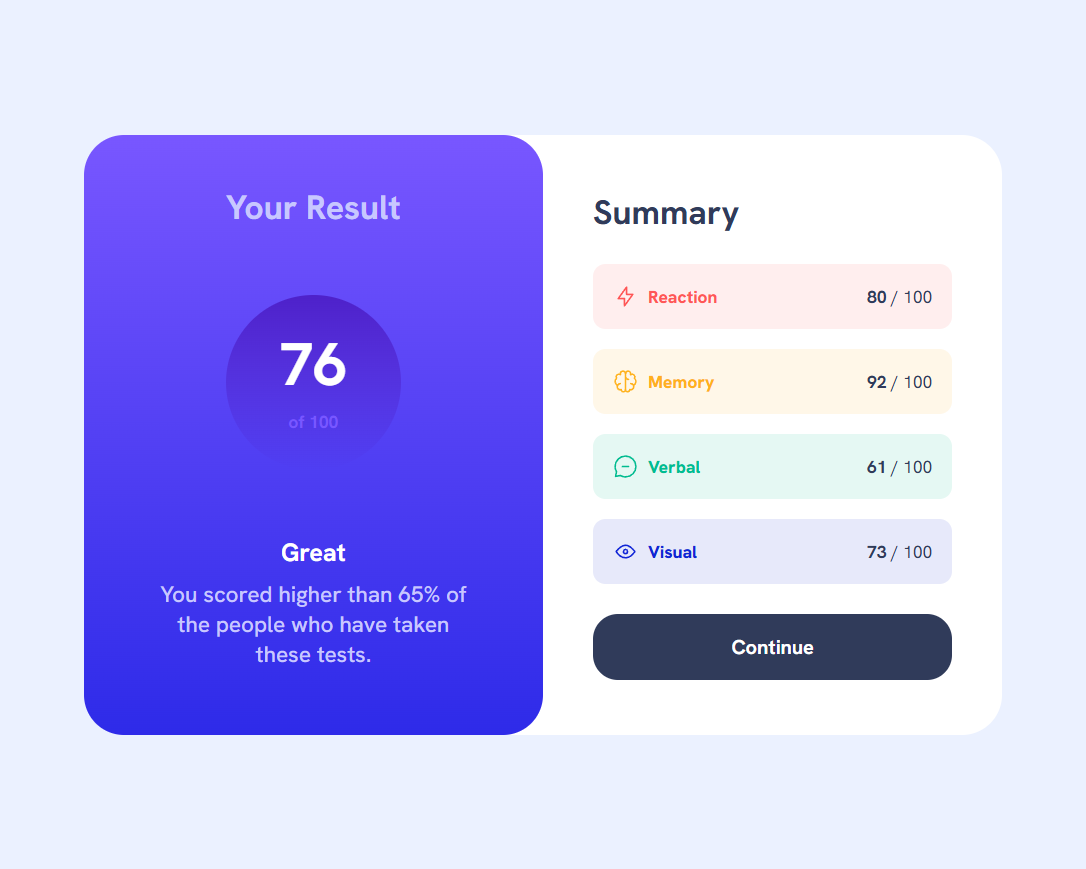 Your Result
76
of 100
Great
You scored higher than 65% of
the people who have taken
these tests.
Summary
Reaction 80 / 100
Memory 92 / 100
Verbal 61 / 100
Visual 73 / 100
Continue